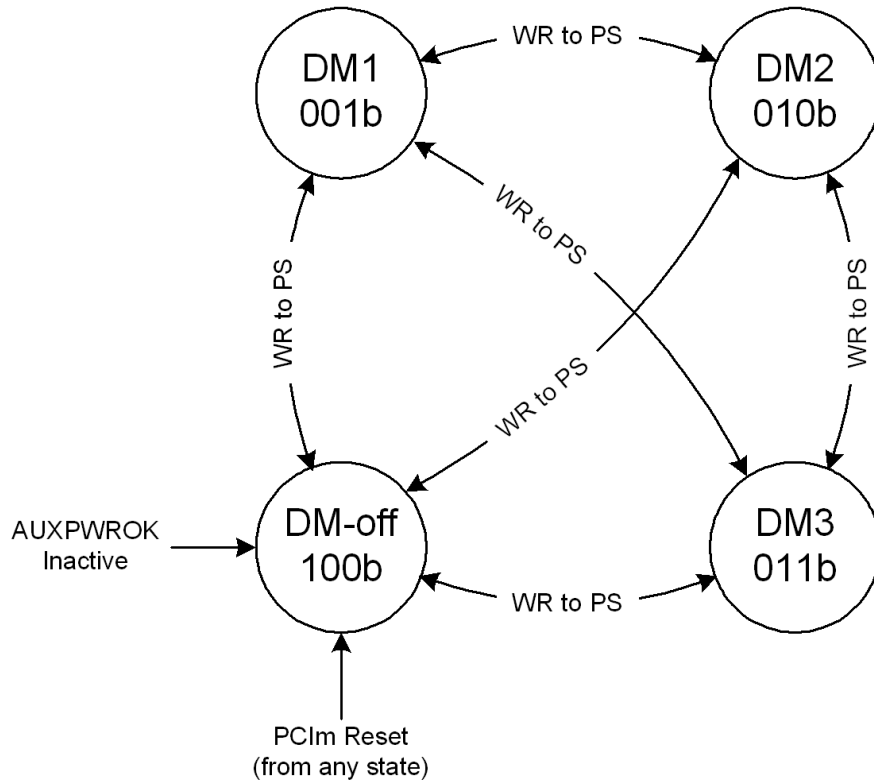 WR to PS
DM1
001b
DM2
010b
WR to PS
WR to PS
WR to PS
WR to PS
AUXPWROK
Inactive
DM-off
100b
DM3
011b
WR to PS
PCIm Reset
(from any state)